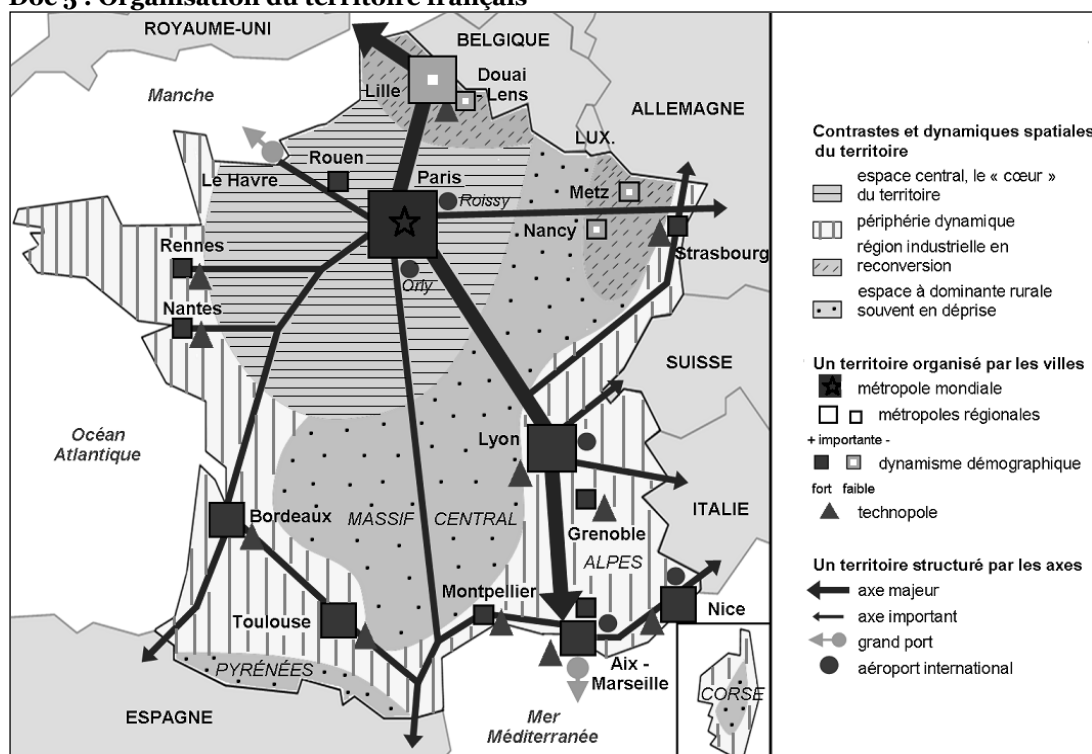 Doc 5 : Organisation du territoire français
ROYAUME-UNI
BELGIQUE
Manche
Lille
Douai
- Lens
ALLEMAGNE
LUX.
Rouen
Le Havre
Paris
Roissy
Metz
Nancy
Strasbourg
Rennes
Orly
Nantes
SUISSE
Océan
Atlantique
Lyon
Bordeaux
MASSIF CENTRAL
ITALIE
Grenoble
ALPES
Montpellier
Toulouse
Nice
PYRÉNÉES
Aix -
Marseille
CORSE
ESPAGNE
Mer
Méditerranée
Contrastes et dynamiques spatiales
du territoire
espace central, le « cœur »
du territoire
périphérie dynamique
région industrielle en
reconversion
espace à dominante rurale
souvent en déprise
Un territoire organisé par les villes
métropole mondiale
métropoles régionales
+ importante -
dynamisme démographique
fort faible
technopole
Un territoire structuré par les axes
axe majeur
axe important
grand port
aéroport international